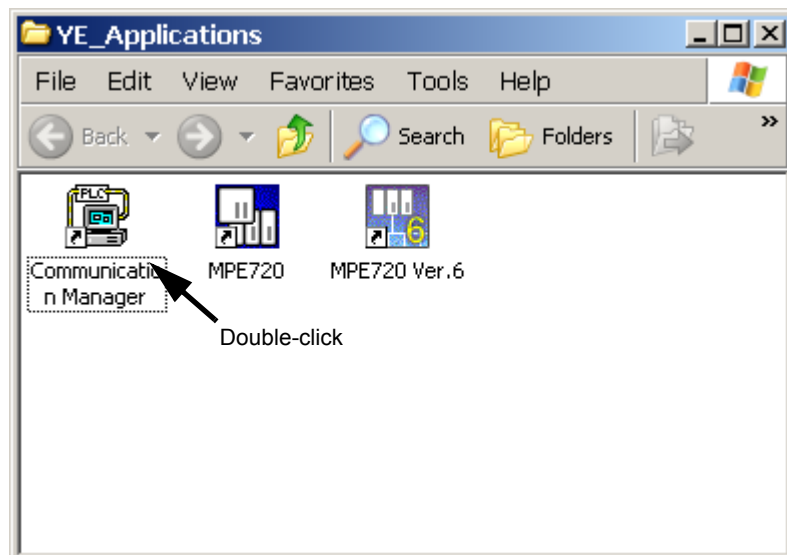 YE_Applications
File Edit View Favorites Tools Help
Back Search Folders »
PLC
6
Communicatio
n Manager
MPE720
MPE720 Ver.6
Double-click